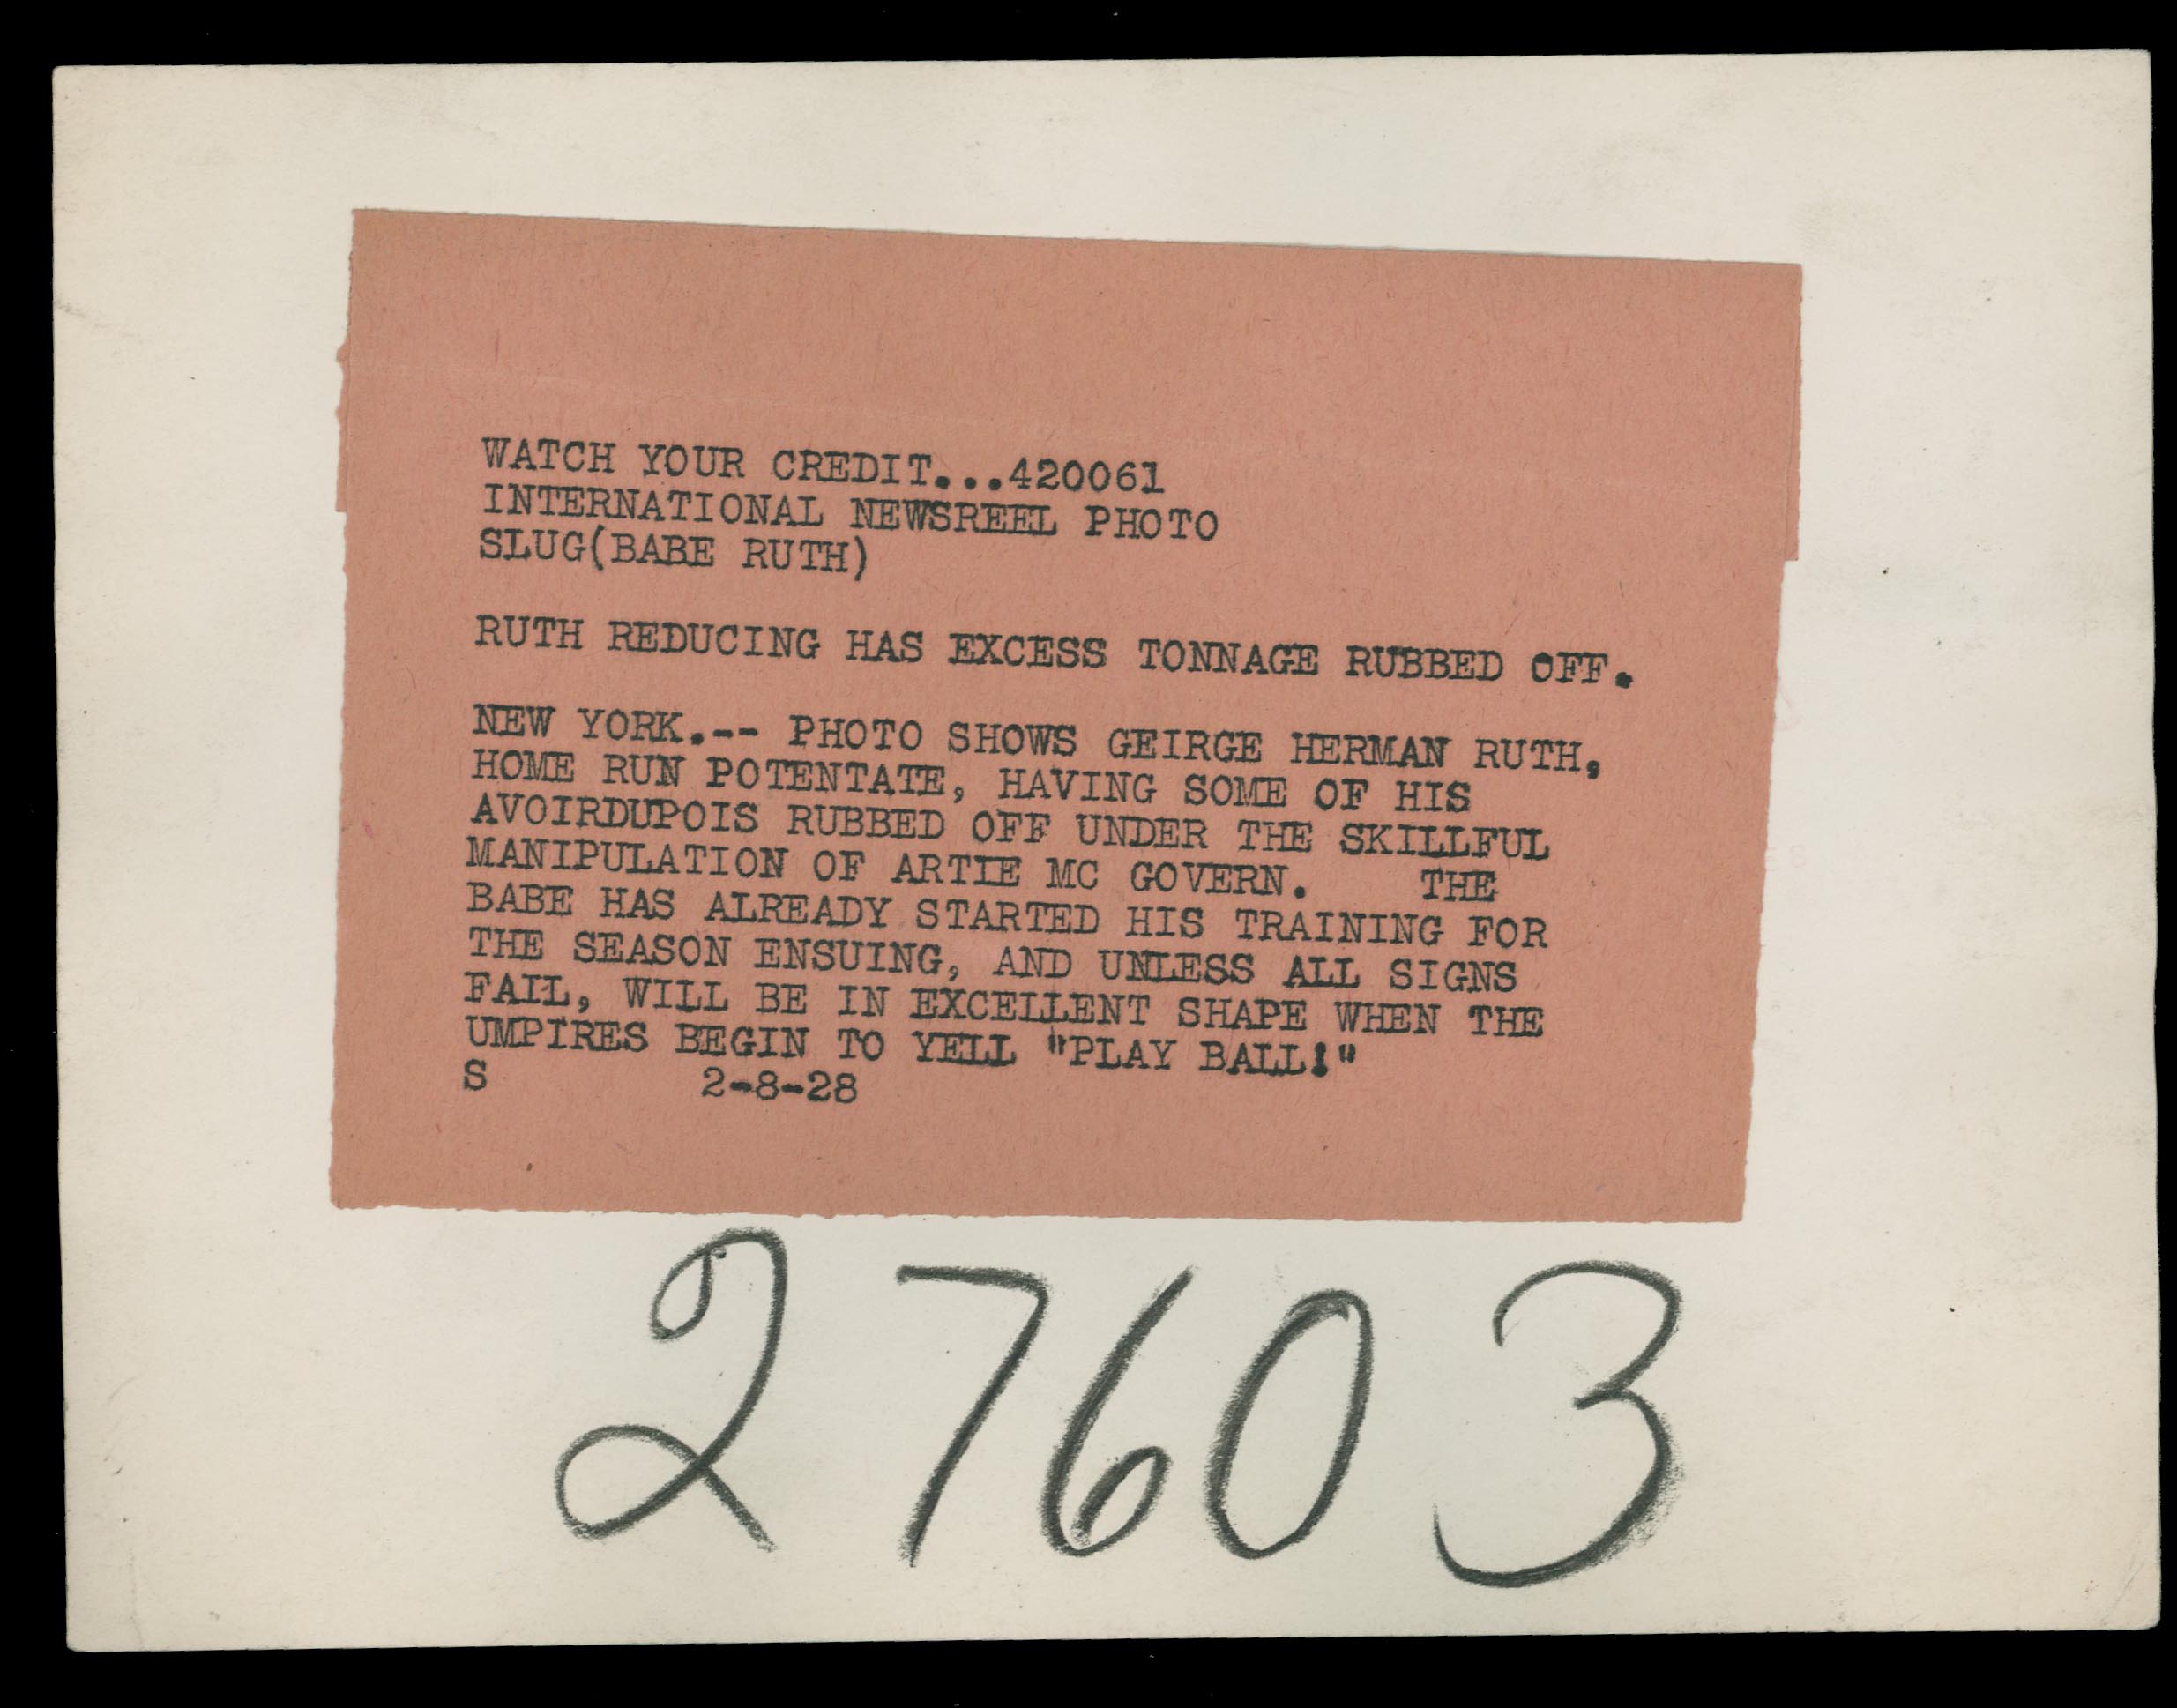 WATCH YOUR CREDIT...420061
INTERNATIONAL NEWSREEL PHOTO
SLUG(BABE RUTH)
RUTH REDUCING HAS EXCESS TONNAGE RUBBED OFF.
NEW YORK.-- PHOTO SHOWS GEIRGE HERMAN RUTH,
HOME RUN POTENTATE, HAVING SOME OF HIS
AVOIRDUPOIS RUBBED OFF UNDER THE SKILLFUL
MANIPULATION OF ARTIE MC GOVERN. THE
BABE HAS ALREADY STARTED HIS TRAINING FOR
THE SEASON ENSUING, AND UNLESS ALL SIGNS
FAIL, WILL BE IN EXCELLENT SHAPE WHEN THE
UMPIRES BEGIN TO YELL "PLAY BALL!"
S 2-8-28
27603